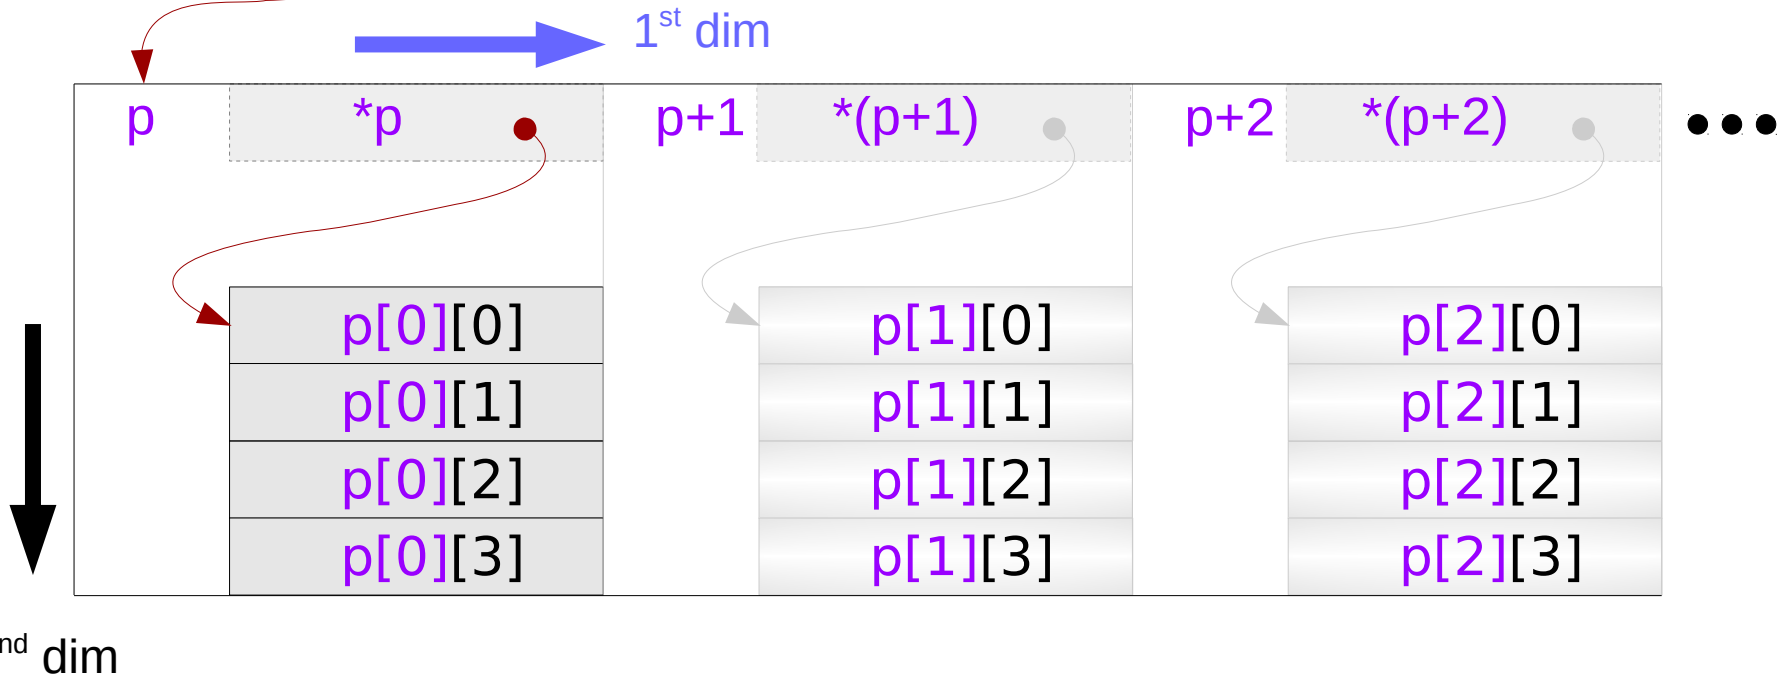 1st dim
p *p p+1 *(p+1) p+2 *(p+2)
p[0][0] p[1][0] p[2][0]
p[0][1] p[1][1] p[2][1]
p[0][2] p[1][2] p[2][2]
p[0][3] p[1][3] p[2][3]
nd dim